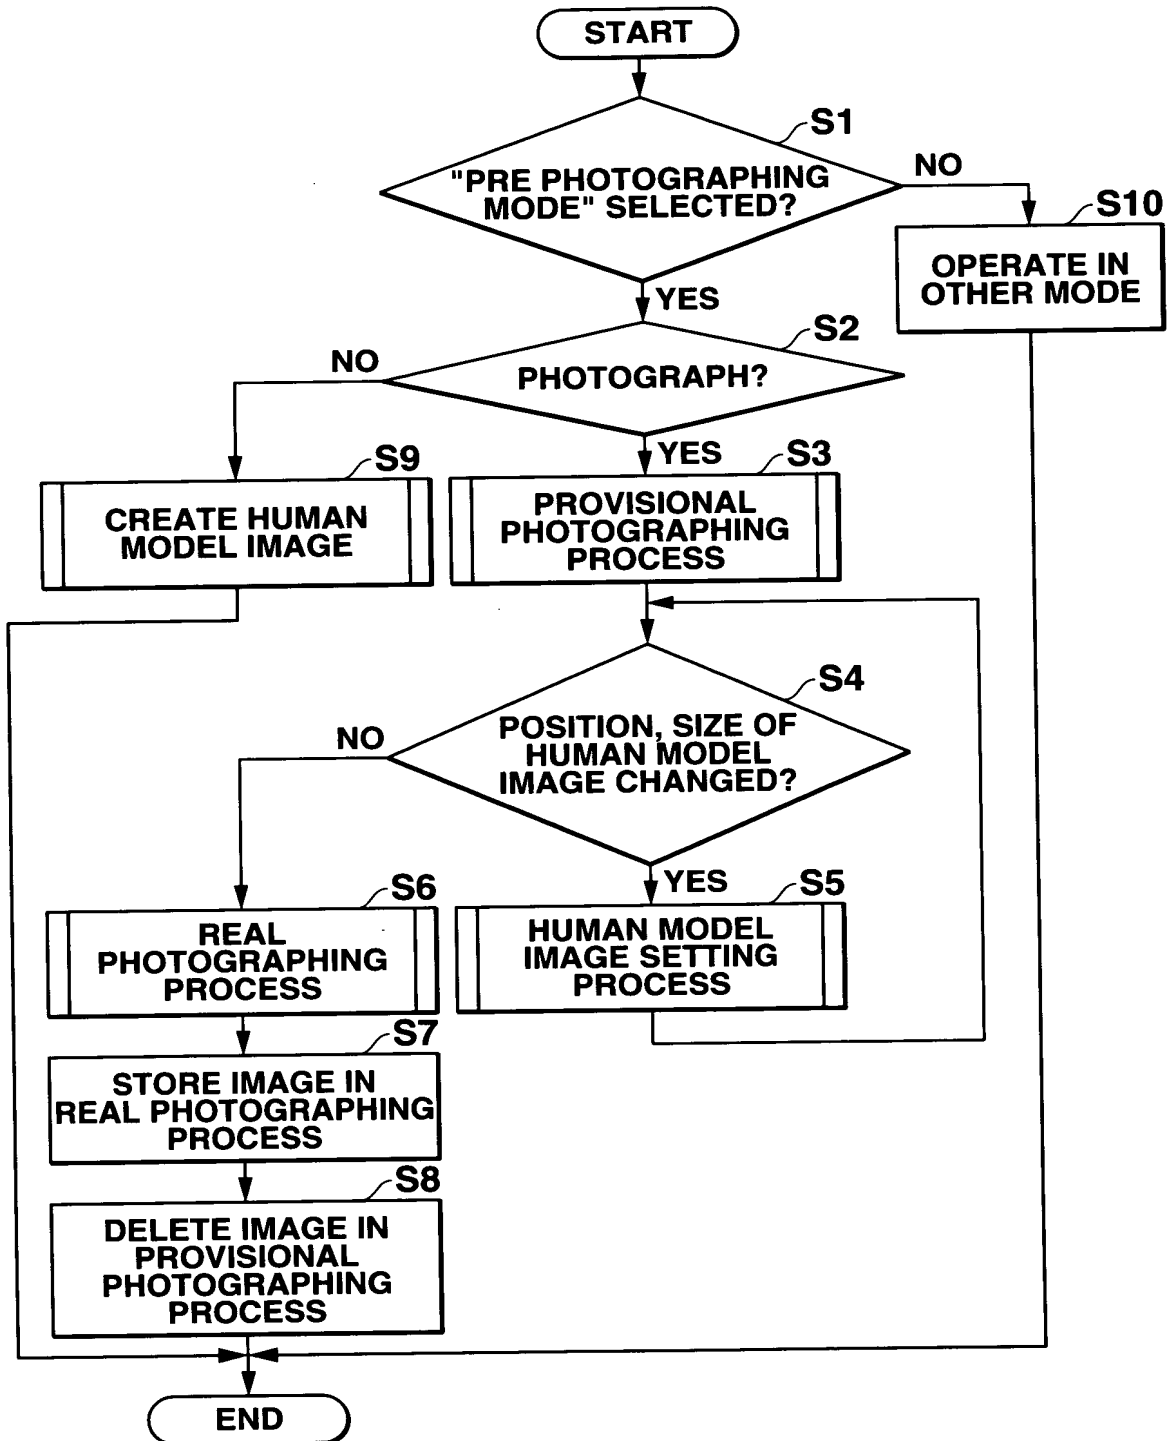 START
S1
"PRE PHOTOGRAPHING
MODE" SELECTED?
NO
S10
OPERATE IN
OTHER MODE
YES
S2
NO
PHOTOGRAPH?
YES
S9
CREATE HUMAN
MODEL IMAGE
S3
PROVISIONAL
PHOTOGRAPHING
PROCESS
S4
NO
POSITION, SIZE OF
HUMAN MODEL
IMAGE CHANGED?
YES
S6
REAL
PHOTOGRAPHING
PROCESS
S5
HUMAN MODEL
IMAGE SETTING
PROCESS
S7
STORE IMAGE IN
REAL PHOTOGRAPHING
PROCESS
S8
DELETE IMAGE IN
PROVISIONAL
PHOTOGRAPHING
PROCESS
END